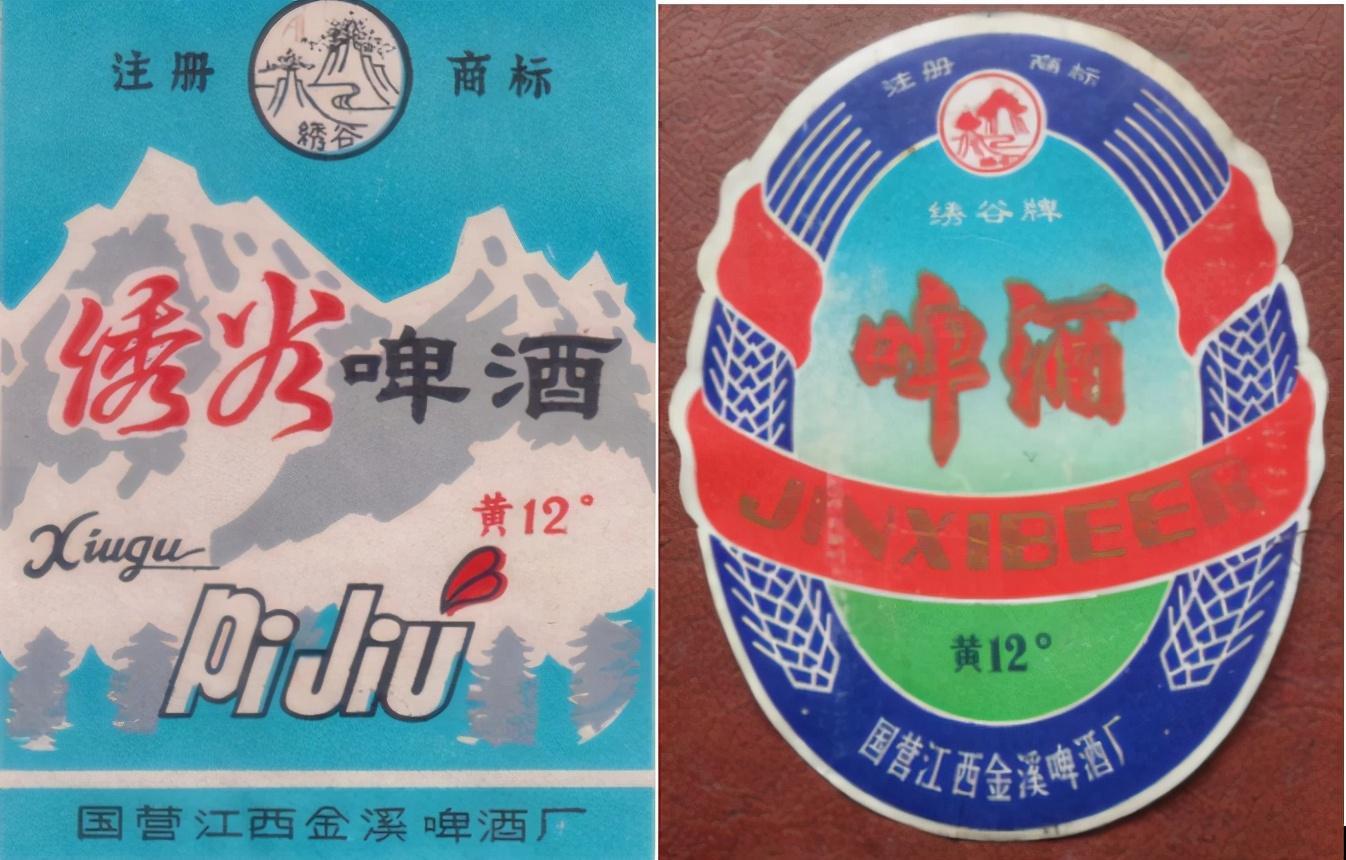 注册 商标
綉谷
綉谷啤酒
黄12°
Xiugu
PiJiu
国营江西金溪啤酒厂
注册 商标
绣谷牌
啤酒
JINXIBEER
黄12°
国营江西金溪啤酒厂